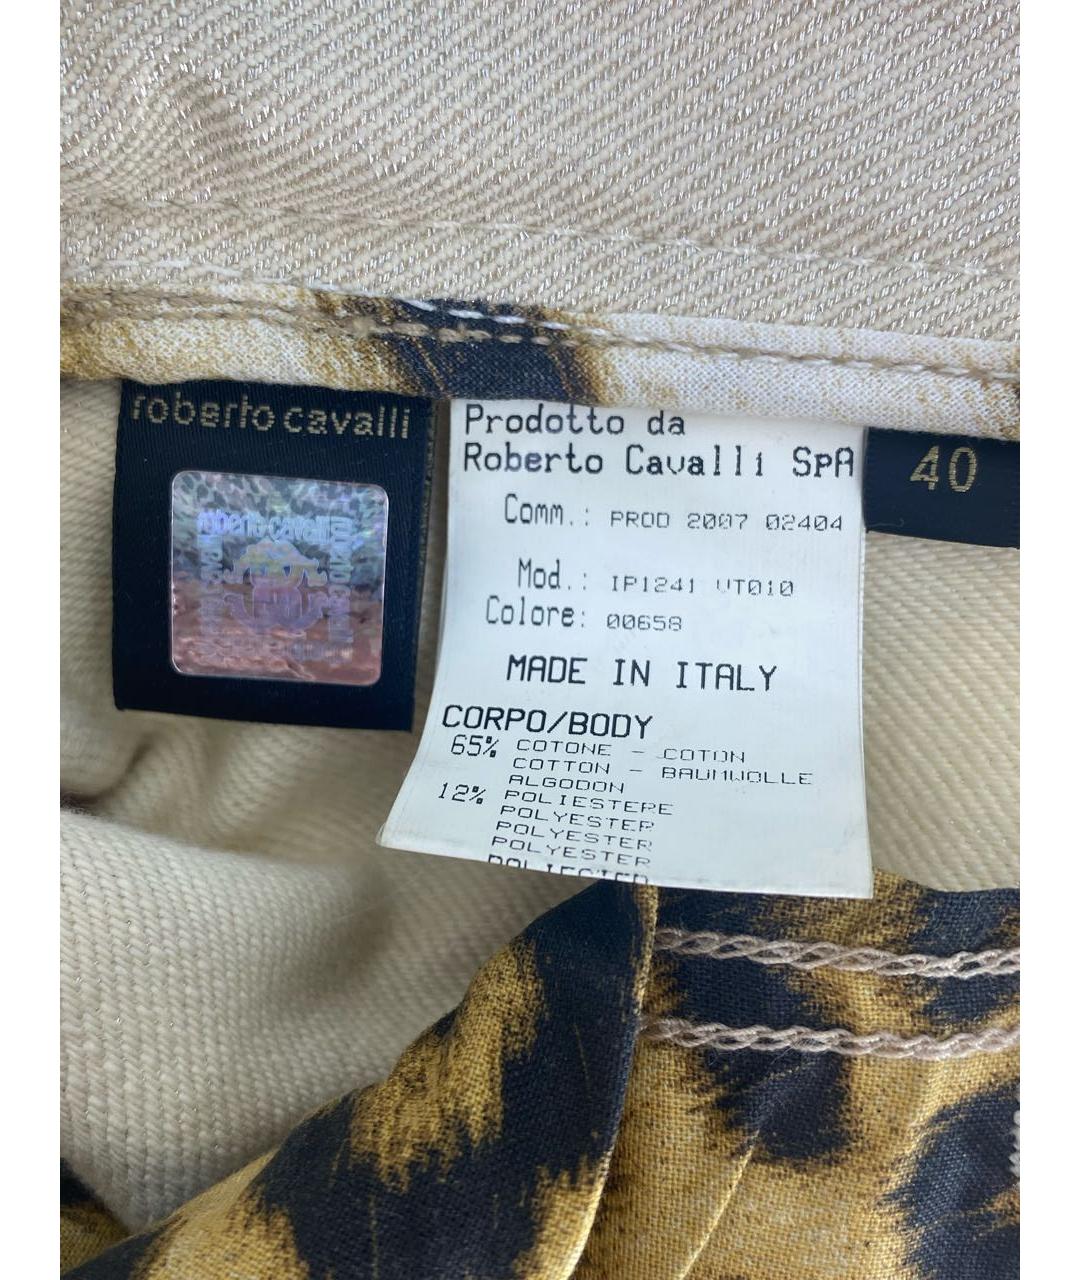 roberto cavalli
Prodotto da
Roberto Cavalli SpA
40
Comm.: PROD 2007 02404
Mod.: IP1241 VT010
Colore: 00658
MADE IN ITALY
CORPO/BODY
65% COTONE - COTON
COTTON - BAUMWOLLE
ALGODON
12% POLIESTERE
POLYESTER
POLYESTER
POLYESTER